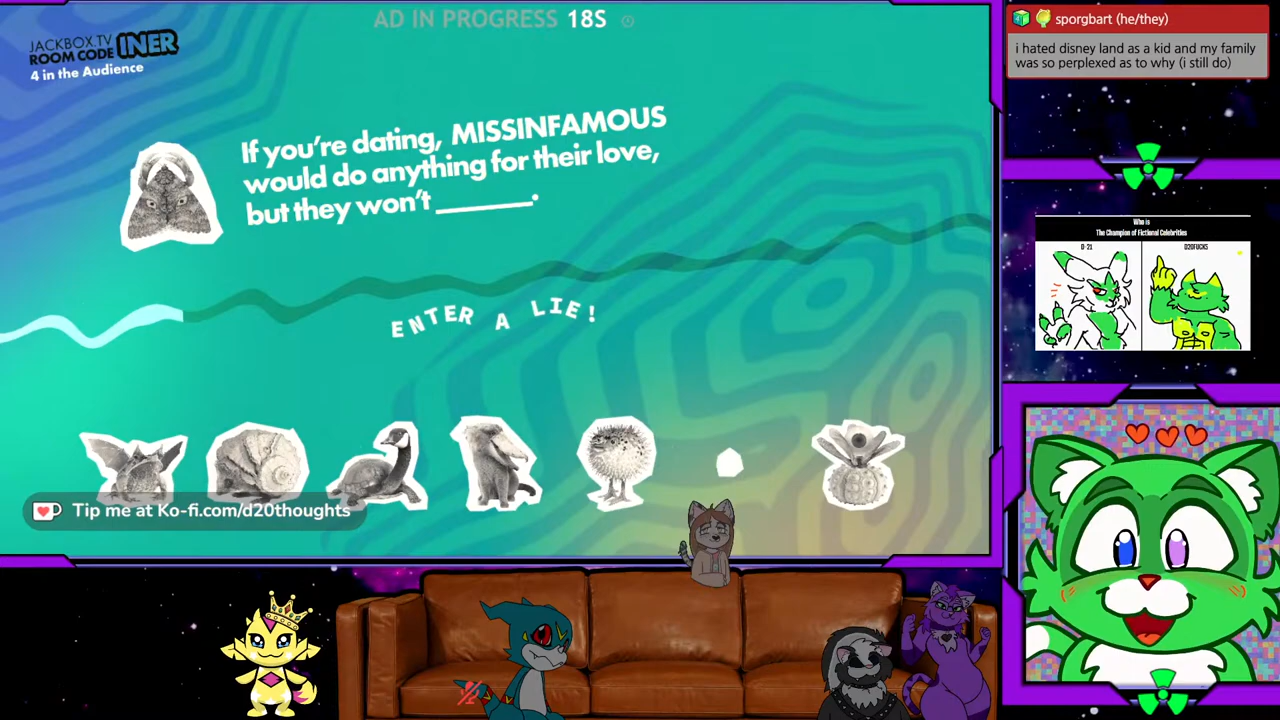 AD IN PROGRESS 18S
JACKBOX.TV
ROOM CODE INER
4 in the Audience
If you're dating, MISSINFAMOUS
would do anything for their love,
but they won't ________.
ENTER A LIE!
Tip me at Ko-fi.com/d20thoughts
sporgbart (he/they)
i hated disney land as a kid and my family
was so perplexed as to why (i still do)
Who is
The Champion of Fictional Celebrities
D-21
D20FUCKS